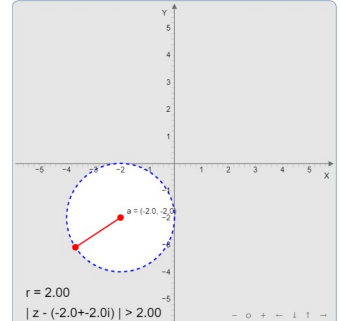 Y
5
4
3
2
1
−5 −4 −3 −2 −1 1 2 3 4 5
X
−1
a = (-2.0, -2.0)
−2
−3
−4
−5
r = 2.00
| z - (-2.0+-2.0i) | > 2.00
− o + ← ↓ ↑ →